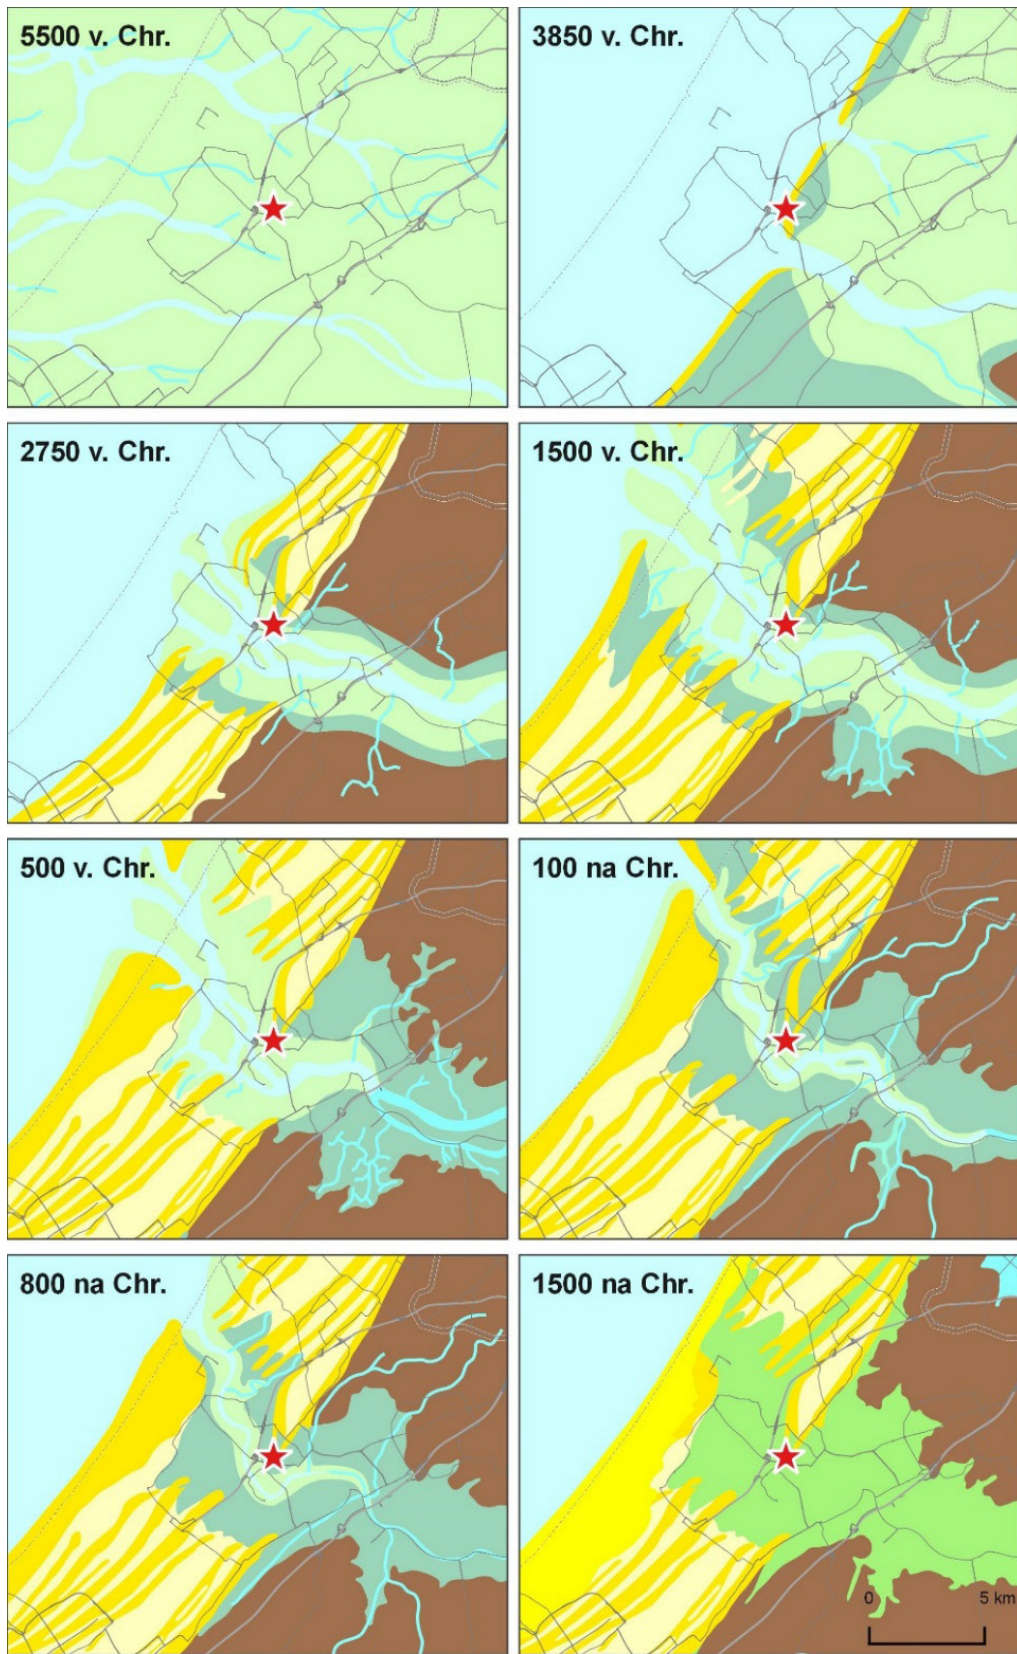 5500 v. Chr.
3850 v. Chr.
2750 v. Chr.
1500 v. Chr.
500 v. Chr.
100 na Chr.
800 na Chr.
1500 na Chr.
0 5 km